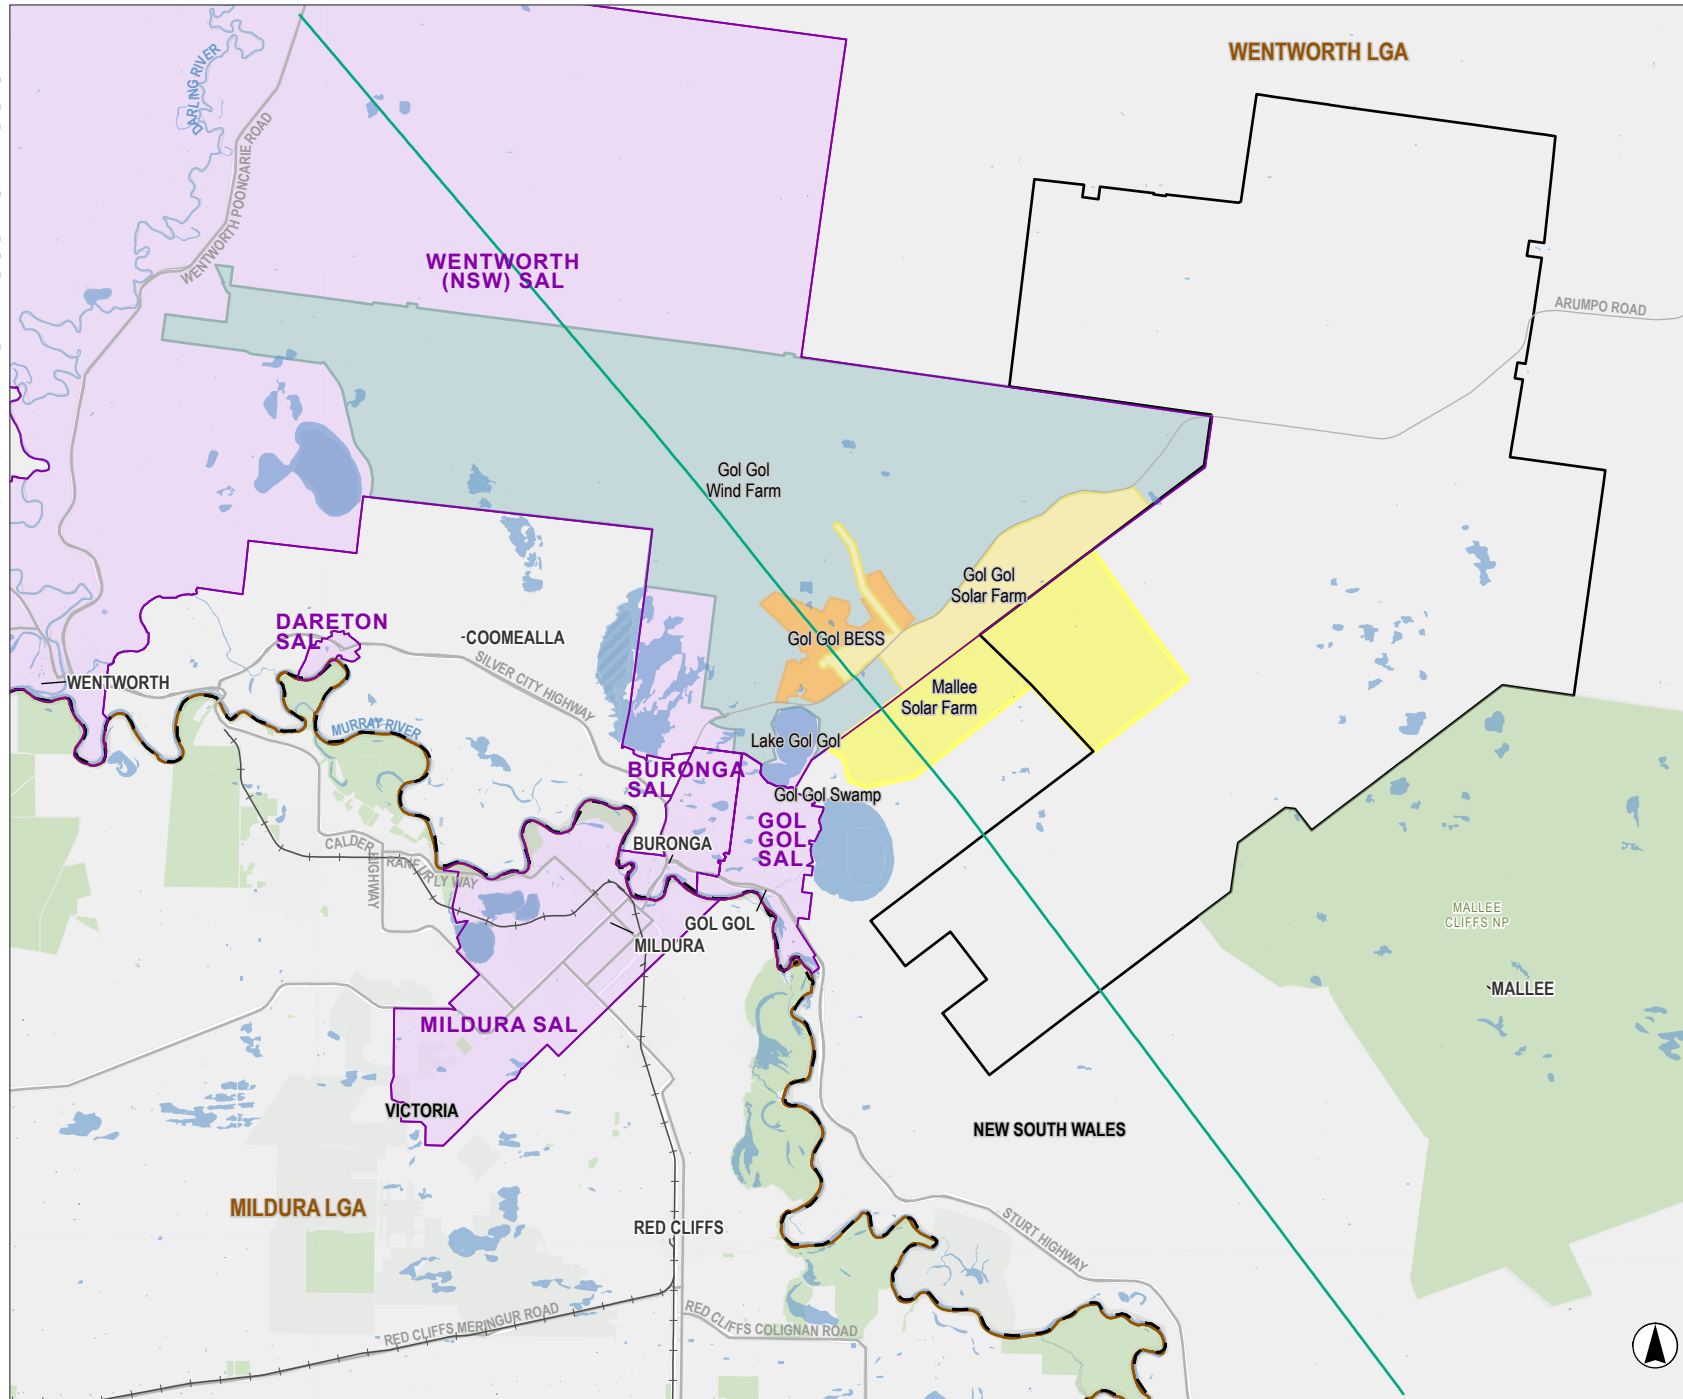 WENTWORTH LGA
DARLING RIVER
WENTWORTH POONCARIE ROAD
WENTWORTH
(NSW) SAL
ARUMPO ROAD
Gol Gol
Wind Farm
Gol Gol
Solar Farm
DARETON
SAL
COOMEALLA
Gol Gol BESS
SILVER CITY HIGHWAY
WENTWORTH
Mallee
Solar Farm
MURRAY RIVER
Lake Gol Gol
BURONGA
SAL
Gol Gol Swamp
GOL
GOL
SAL
BURONGA
CALDER HIGHWAY
RANFURLY WAY
GOL GOL
MILDURA
MALLEE
CLIFFS NP
MALLEE
MILDURA SAL
VICTORIA
NEW SOUTH WALES
MILDURA LGA
RED CLIFFS
STURT HIGHWAY
RED CLIFFS MERINGUR ROAD
RED CLIFFS COLIGNAN ROAD